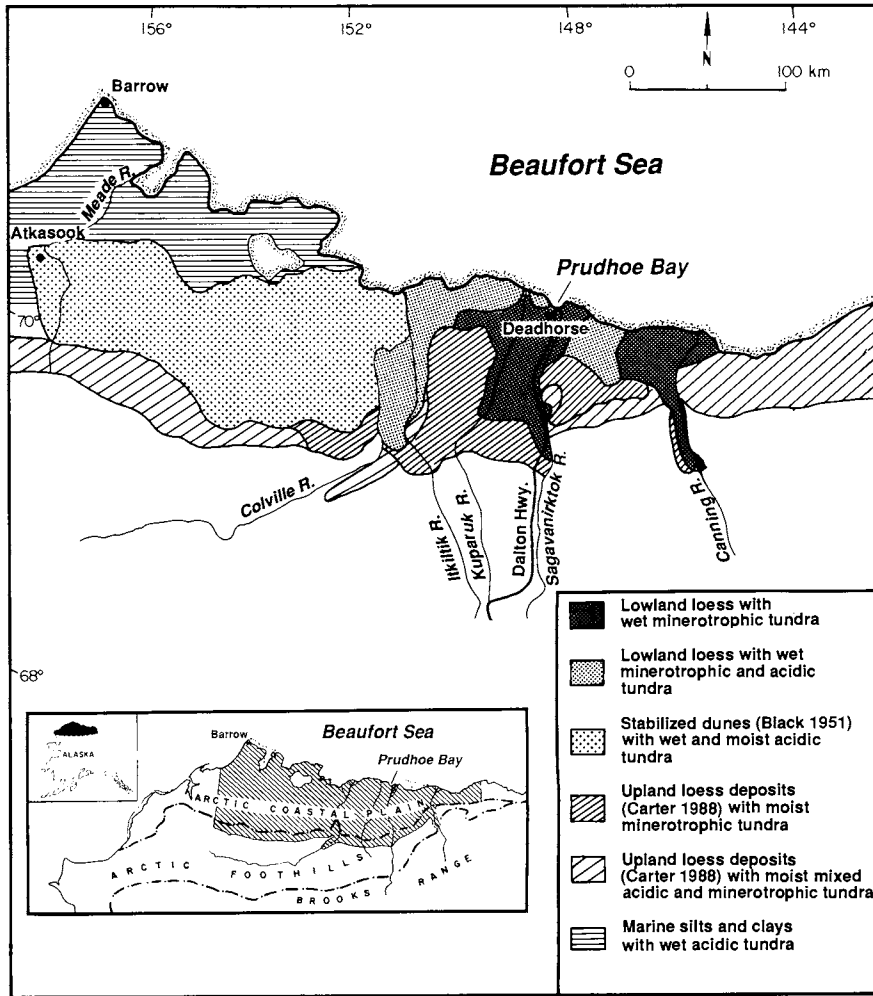 156° 152° 148° 144°
N
0 100 km
Barrow
Beaufort Sea
Meade R.
Atkasook
Prudhoe Bay
70°
Deadhorse
Colville R.
Itkiltik R.
Kuparuk R.
Dalton Hwy.
Sagavanirktok R.
Canning R.
68°
Lowland loess with
wet minerotrophic tundra
Lowland loess with wet
minerotrophic and acidic
tundra
Stabilized dunes (Black 1951)
with wet and moist acidic
tundra
Upland loess deposits
(Carter 1988) with moist
minerotrophic tundra
Upland loess deposits
(Carter 1988) with moist mixed
acidic and minerotrophic tundra
Marine silts and clays
with wet acidic tundra
ALASKA
Beaufort Sea
Barrow
Prudhoe Bay
ARCTIC COASTAL PLAIN
ARCTIC FOOTHILLS
BROOKS RANGE